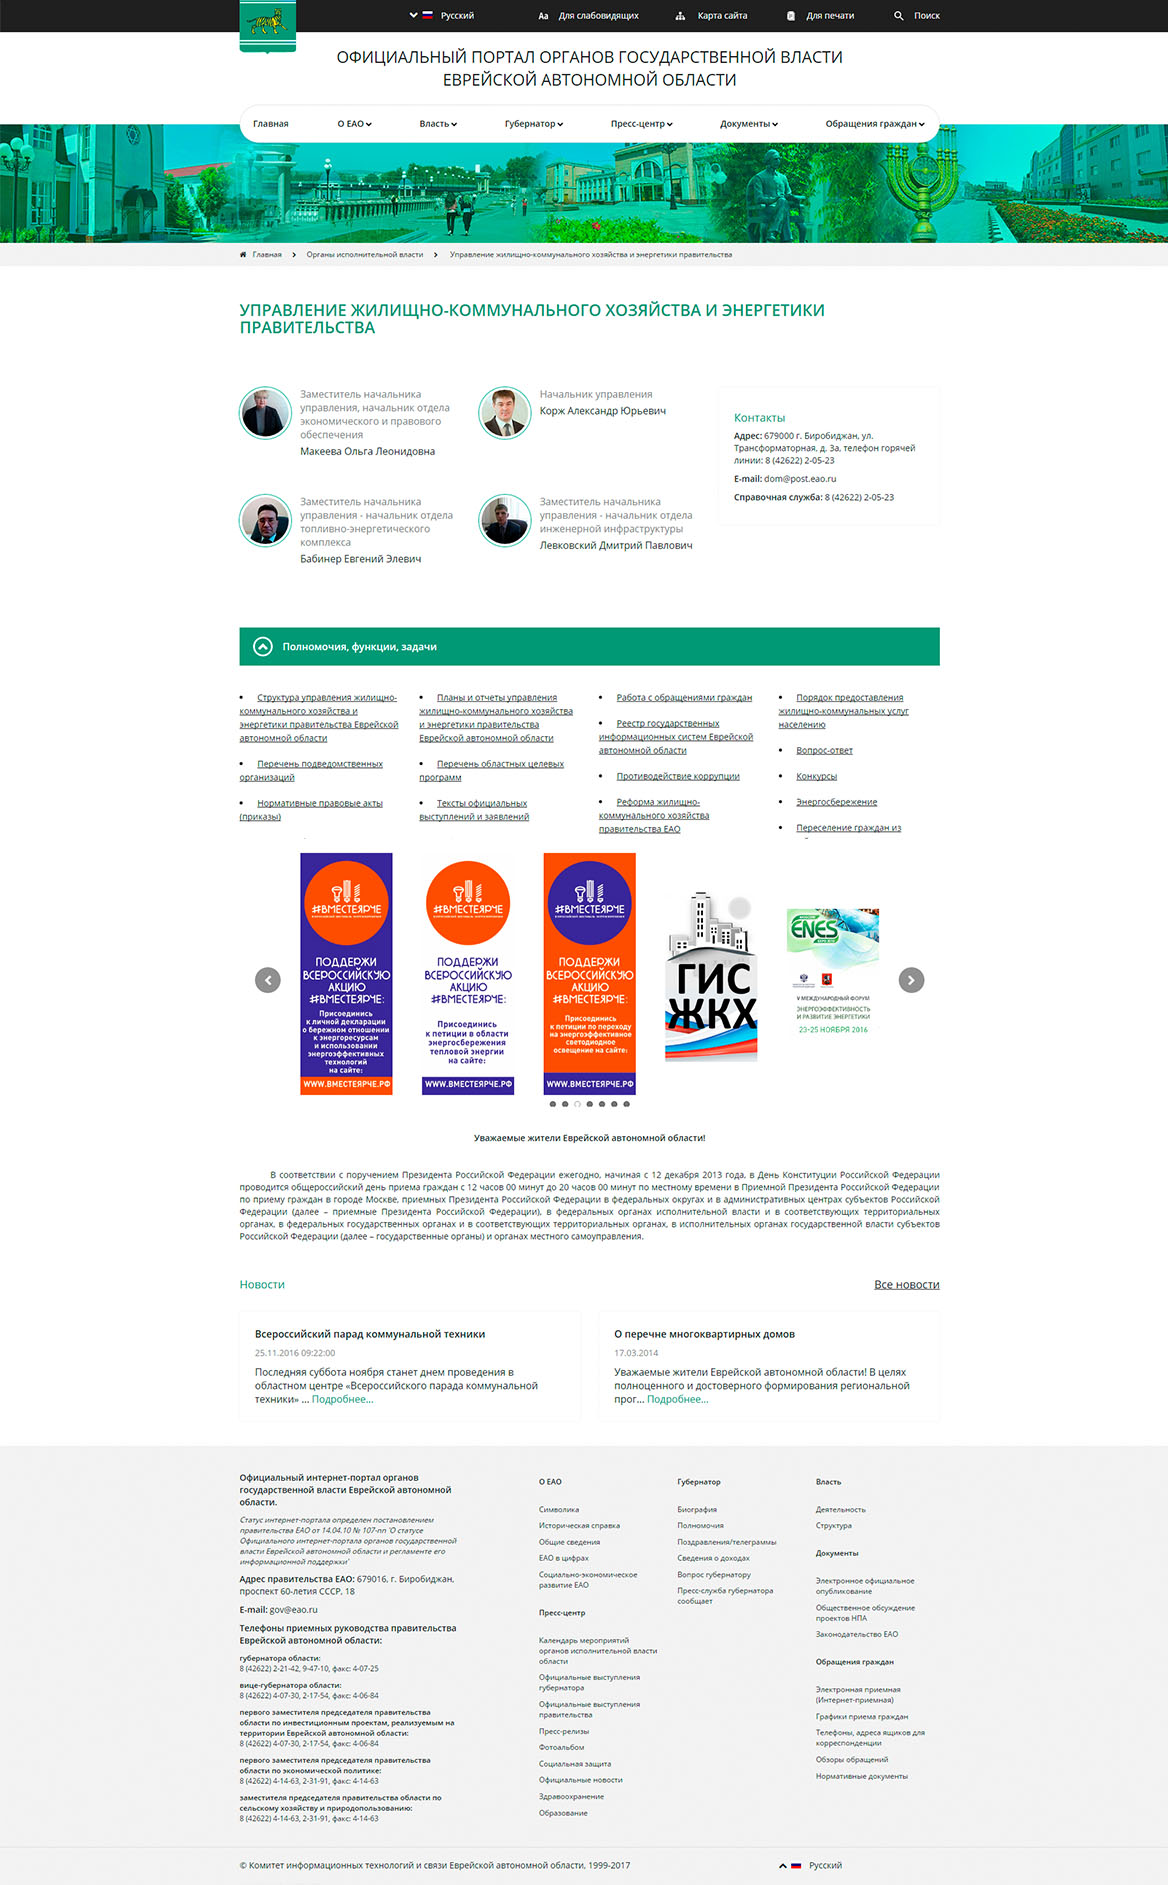 Русский
Aa Для слабовидящих
Карта сайта
Для печати
Поиск
ОФИЦИАЛЬНЫЙ ПОРТАЛ ОРГАНОВ ГОСУДАРСТВЕННОЙ ВЛАСТИ
ЕВРЕЙСКОЙ АВТОНОМНОЙ ОБЛАСТИ
Главная
О ЕАО
Власть
Губернатор
Пресс-центр
Документы
Обращения граждан
Главная
Органы исполнительной власти
Управление жилищно-коммунального хозяйства и энергетики правительства
УПРАВЛЕНИЕ ЖИЛИЩНО-КОММУНАЛЬНОГО ХОЗЯЙСТВА И ЭНЕРГЕТИКИ
ПРАВИТЕЛЬСТВА
Заместитель начальника
управления, начальник отдела
экономического и правового
обеспечения
Макеева Ольга Леонидовна
Начальник управления
Корж Александр Юрьевич
Заместитель начальника
управления - начальник отдела
топливно-энергетического
комплекса
Бабинер Евгений Элевич
Заместитель начальника
управления - начальник отдела
инженерной инфраструктуры
Левковский Дмитрий Павлович
Контакты
Адрес: 679000 г. Биробиджан, ул.
Трансформаторная, д. 3а, телефон горячей
линии: 8 (42622) 2-05-23
E-mail: dom@post.eao.ru
Справочная служба: 8 (42622) 2-05-23
Полномочия, функции, задачи
• Структура управления жилищно-
коммунального хозяйства и
энергетики правительства Еврейской
автономной области
• Перечень подведомственных
организаций
• Нормативные правовые акты
(приказы)
• Планы и отчеты управления
жилищно-коммунального хозяйства
и энергетики правительства
Еврейской автономной области
• Перечень областных целевых
программ
• Тексты официальных
выступлений и заявлений
• Работа с обращениями граждан
• Реестр государственных
информационных систем Еврейской
автономной области
• Противодействие коррупции
• Реформа жилищно-
коммунального хозяйства
правительства ЕАО
• Порядок предоставления
жилищно-коммунальных услуг
населению
• Вопрос-ответ
• Конкурсы
• Энергосбережение
• Переселение граждан из
#ВМЕСТЕЯРЧЕ
ПОДДЕРЖИ
ВСЕРОССИЙСКУЮ
АКЦИЮ
#ВМЕСТЕЯРЧЕ:
Присоединись
к личной декларации
о бережном отношении
к энергоресурсам
и использовании
энергоэффективных
технологий
на сайте:
WWW.ВМЕСТЕЯРЧЕ.РФ
#ВМЕСТЕЯРЧЕ
ПОДДЕРЖИ
ВСЕРОССИЙСКУЮ
АКЦИЮ
#ВМЕСТЕЯРЧЕ:
Присоединись
к петиции в области
энергосбережения
тепловой энергии
на сайте:
WWW.ВМЕСТЕЯРЧЕ.РФ
#ВМЕСТЕЯРЧЕ
ПОДДЕРЖИ
ВСЕРОССИЙСКУЮ
АКЦИЮ
#ВМЕСТЕЯРЧЕ:
Присоединись
к петиции по переходу
на энергоэффективное
светодиодное
освещение на сайте:
WWW.ВМЕСТЕЯРЧЕ.РФ
ГИС
ЖКХ
ENES
V МЕЖДУНАРОДНЫЙ ФОРУМ
ЭНЕРГОЭФФЕКТИВНОСТЬ
И РАЗВИТИЕ ЭНЕРГЕТИКИ
23-25 НОЯБРЯ 2016
Уважаемые жители Еврейской автономной области!
В соответствии с поручением Президента Российской Федерации ежегодно, начиная с 12 декабря 2013 года, в День Конституции Российской Федерации
проводится общероссийский день приема граждан с 12 часов 00 минут до 20 часов 00 минут по местному времени в Приемной Президента Российской Федерации
по приему граждан в городе Москве, приемных Президента Российской Федерации в федеральных округах и в административных центрах субъектов Российской
Федерации (далее – приемные Президента Российской Федерации), в федеральных органах исполнительной власти и в соответствующих территориальных
органах, в федеральных государственных органах и в соответствующих территориальных органах, в исполнительных органах государственной власти субъектов
Российской Федерации (далее – государственные органы) и органах местного самоуправления.
Новости
Все новости
Всероссийский парад коммунальной техники
25.11.2016 09:22:00
Последняя суббота ноября станет днем проведения в
областном центре «Всероссийского парада коммунальной
техники» ... Подробнее...
О перечне многоквартирных домов
17.03.2014
Уважаемые жители Еврейской автономной области! В целях
полноценного и достоверного формирования региональной
прог... Подробнее...
Официальный интернет-портал органов
государственной власти Еврейской автономной
области.
Статус интернет-портала определен постановлением
правительства ЕАО от 14.04.10 № 107-пп 'О статусе
Официального интернет-портала органов государственной
власти Еврейской автономной области и регламенте его
информационной поддержки'
Адрес правительства ЕАО: 679016, г. Биробиджан,
проспект 60-летия СССР, 18
E-mail: gov@eao.ru
Телефоны приемных руководства правительства
Еврейской автономной области:
губернатора области:
8 (42622) 2-21-42, 9-47-10, факс: 4-07-25
вице-губернатора области:
8 (42622) 4-07-30, 2-17-54, факс: 4-06-84
первого заместителя председателя правительства
области по инвестиционным проектам, реализуемым на
территории Еврейской автономной области:
8 (42622) 4-07-30, 2-17-54, факс: 4-06-84
первого заместителя председателя правительства
области по экономической политике:
8 (42622) 4-14-63, 2-31-91, факс: 4-14-63
заместителя председателя правительства области по
сельскому хозяйству и природопользованию:
8 (42622) 4-14-63, 2-31-91, факс: 4-14-63
О ЕАО
Символика
Историческая справка
Общие сведения
ЕАО в цифрах
Социально-экономическое
развитие ЕАО
Пресс-центр
Календарь мероприятий
органов исполнительной власти
области
Официальные выступления
губернатора
Официальные выступления
правительства
Пресс-релизы
Фотоальбом
Социальная защита
Официальные новости
Здравоохранение
Образование
Губернатор
Биография
Полномочия
Поздравления/телеграммы
Сведения о доходах
Вопрос губернатору
Пресс-служба губернатора
сообщает
Власть
Деятельность
Структура
Документы
Электронное официальное
опубликование
Общественное обсуждение
проектов НПА
Законодательство ЕАО
Обращения граждан
Электронная приемная
(Интернет-приемная)
Графики приема граждан
Телефоны, адреса ящиков для
корреспонденции
Обзоры обращений
Нормативные документы
© Комитет информационных технологий и связи Еврейской автономной области, 1999-2017
Русский